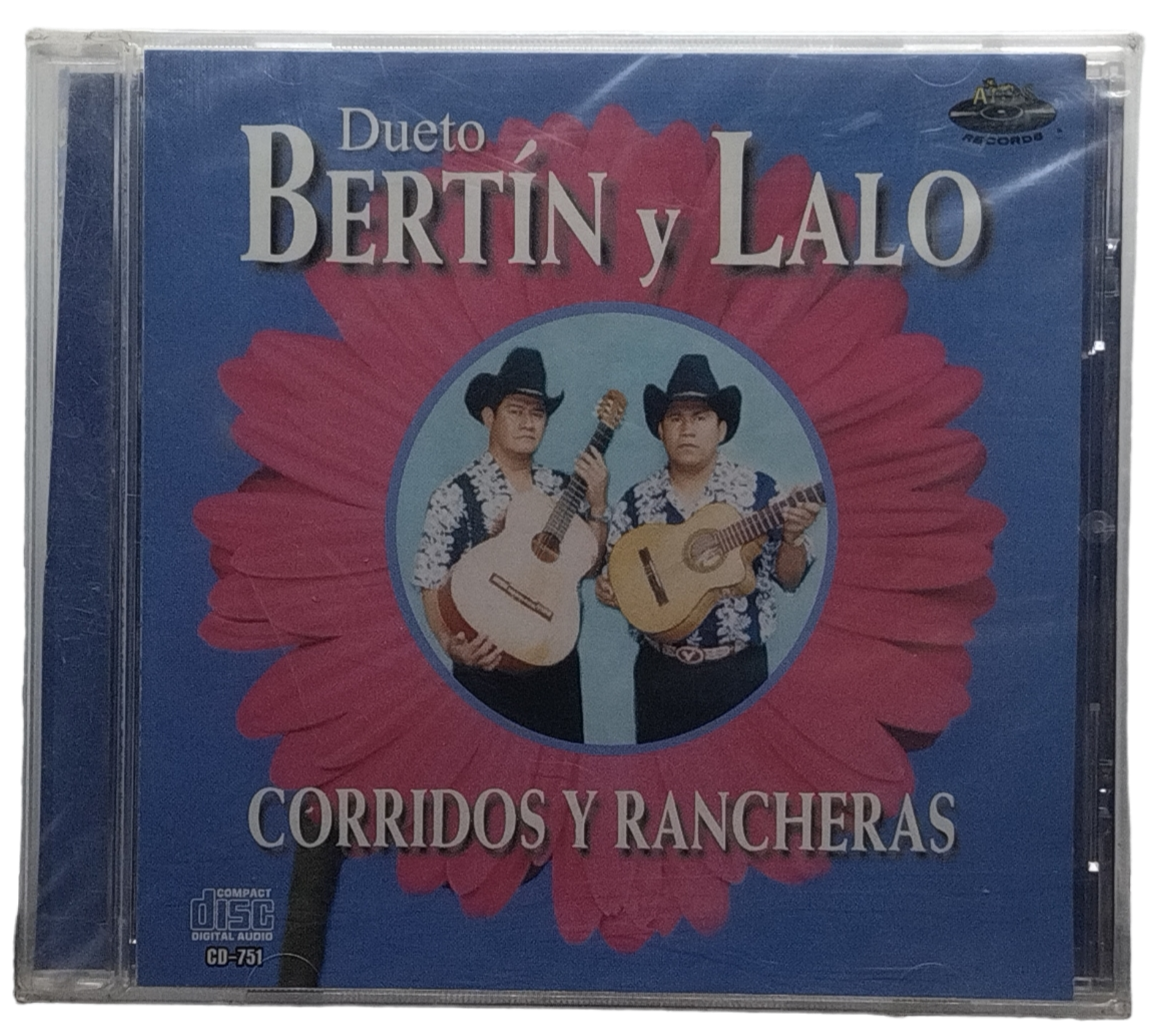 Dueto
BERTÍN y LALO
RECORDS
CORRIDOS Y RANCHERAS
COMPACT
disc
DIGITAL AUDIO
CD-751